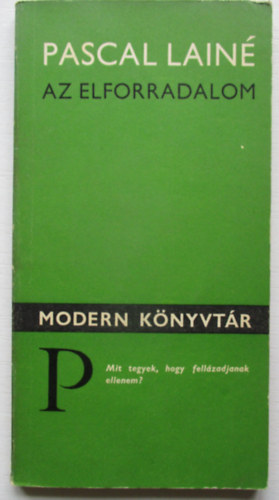 PASCAL LAINÉ
AZ ELFORRADALOM
MODERN KÖNYVTÁR
P
Mit tegyek, hogy fellázadjanak
ellenem?